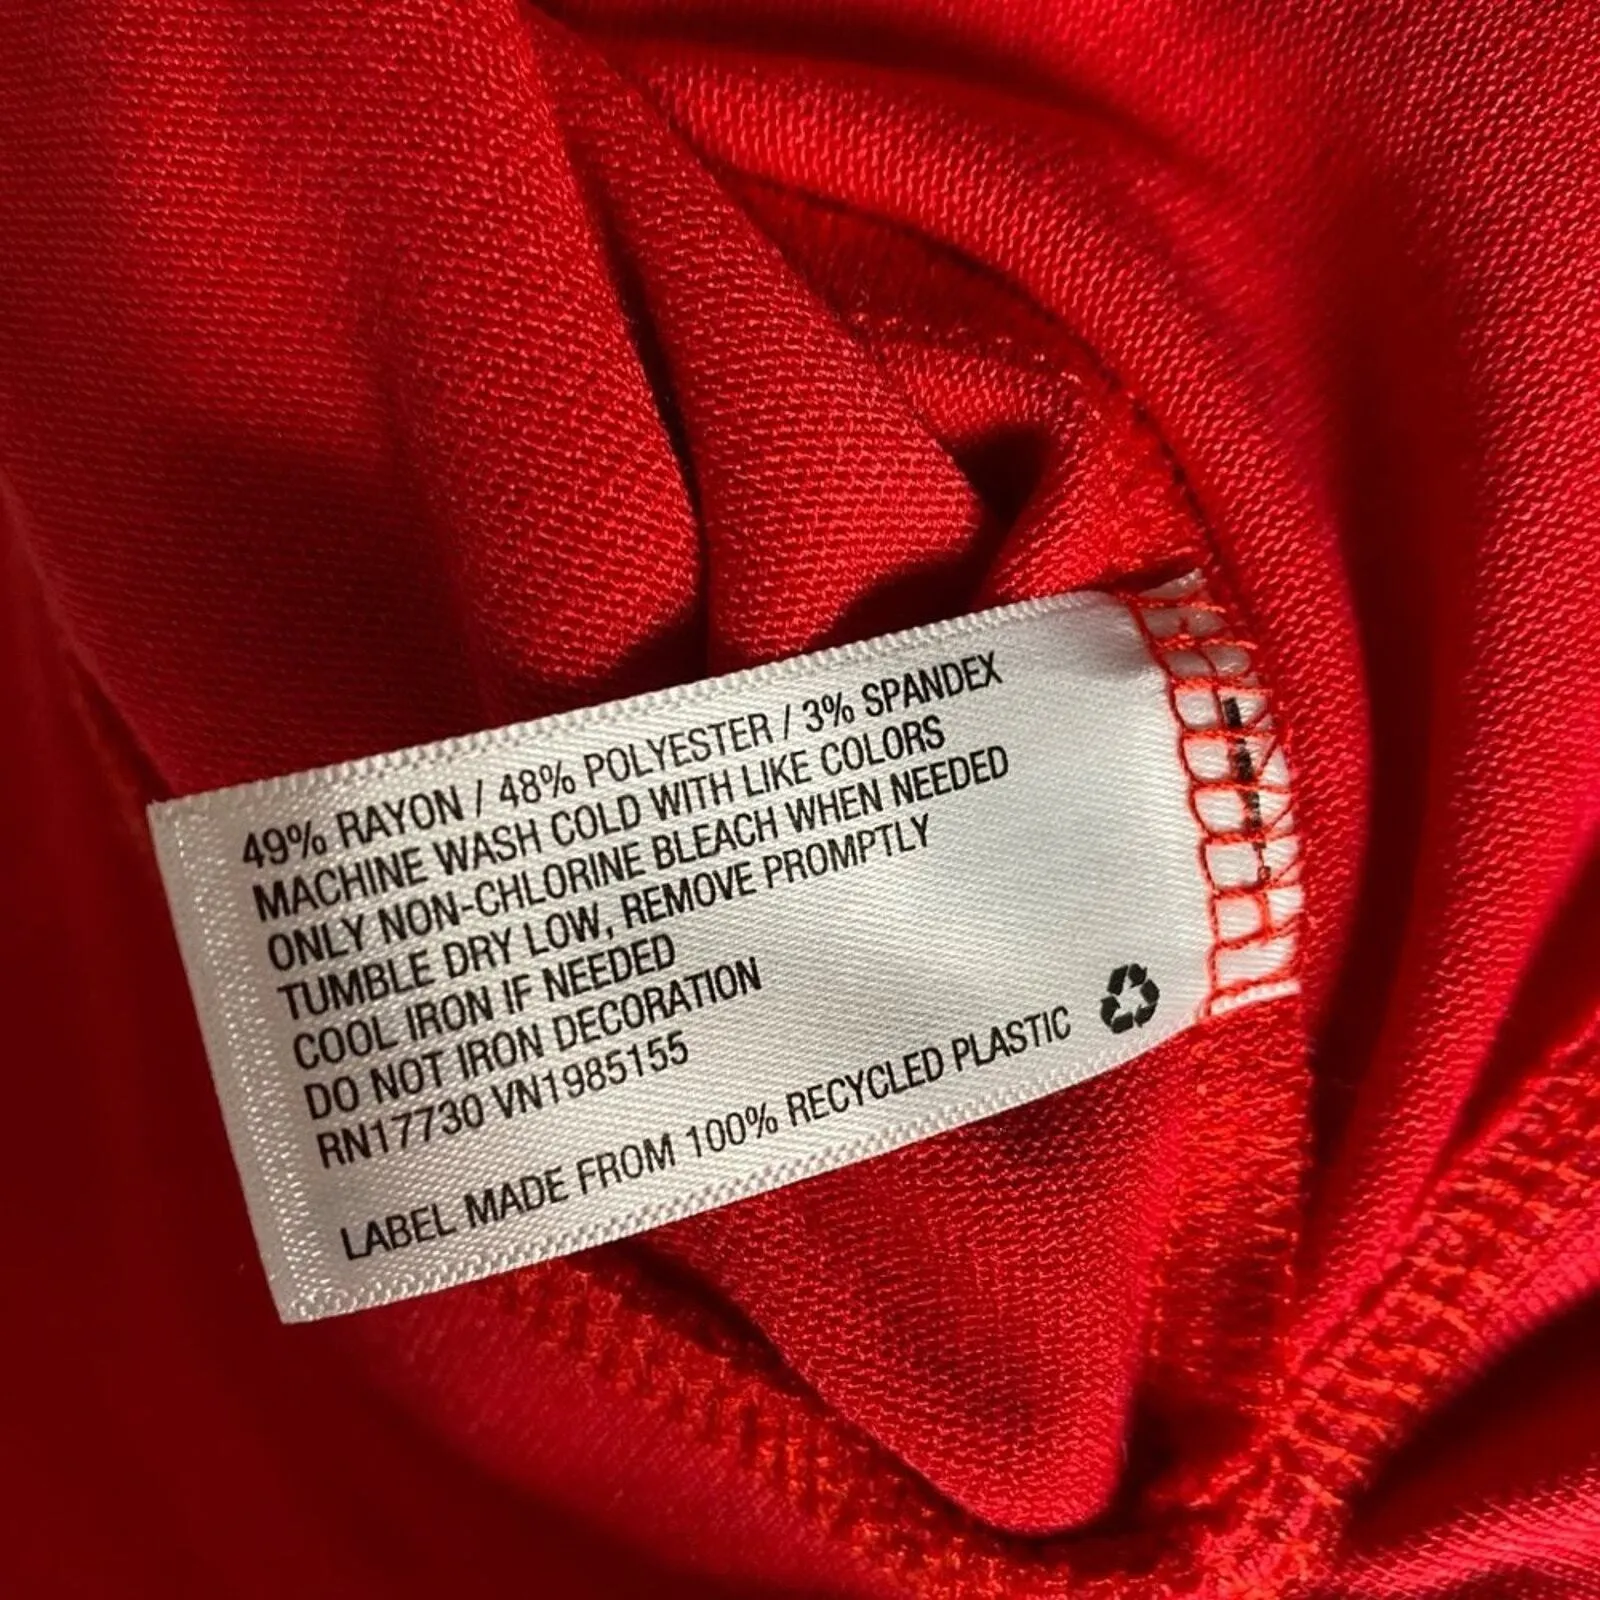 49% RAYON / 48% POLYESTER / 3% SPANDEX
MACHINE WASH COLD WITH LIKE COLORS
ONLY NON-CHLORINE BLEACH WHEN NEEDED
TUMBLE DRY LOW, REMOVE PROMPTLY
COOL IRON IF NEEDED
DO NOT IRON DECORATION
RN17730 VN1985155
LABEL MADE FROM 100% RECYCLED PLASTIC